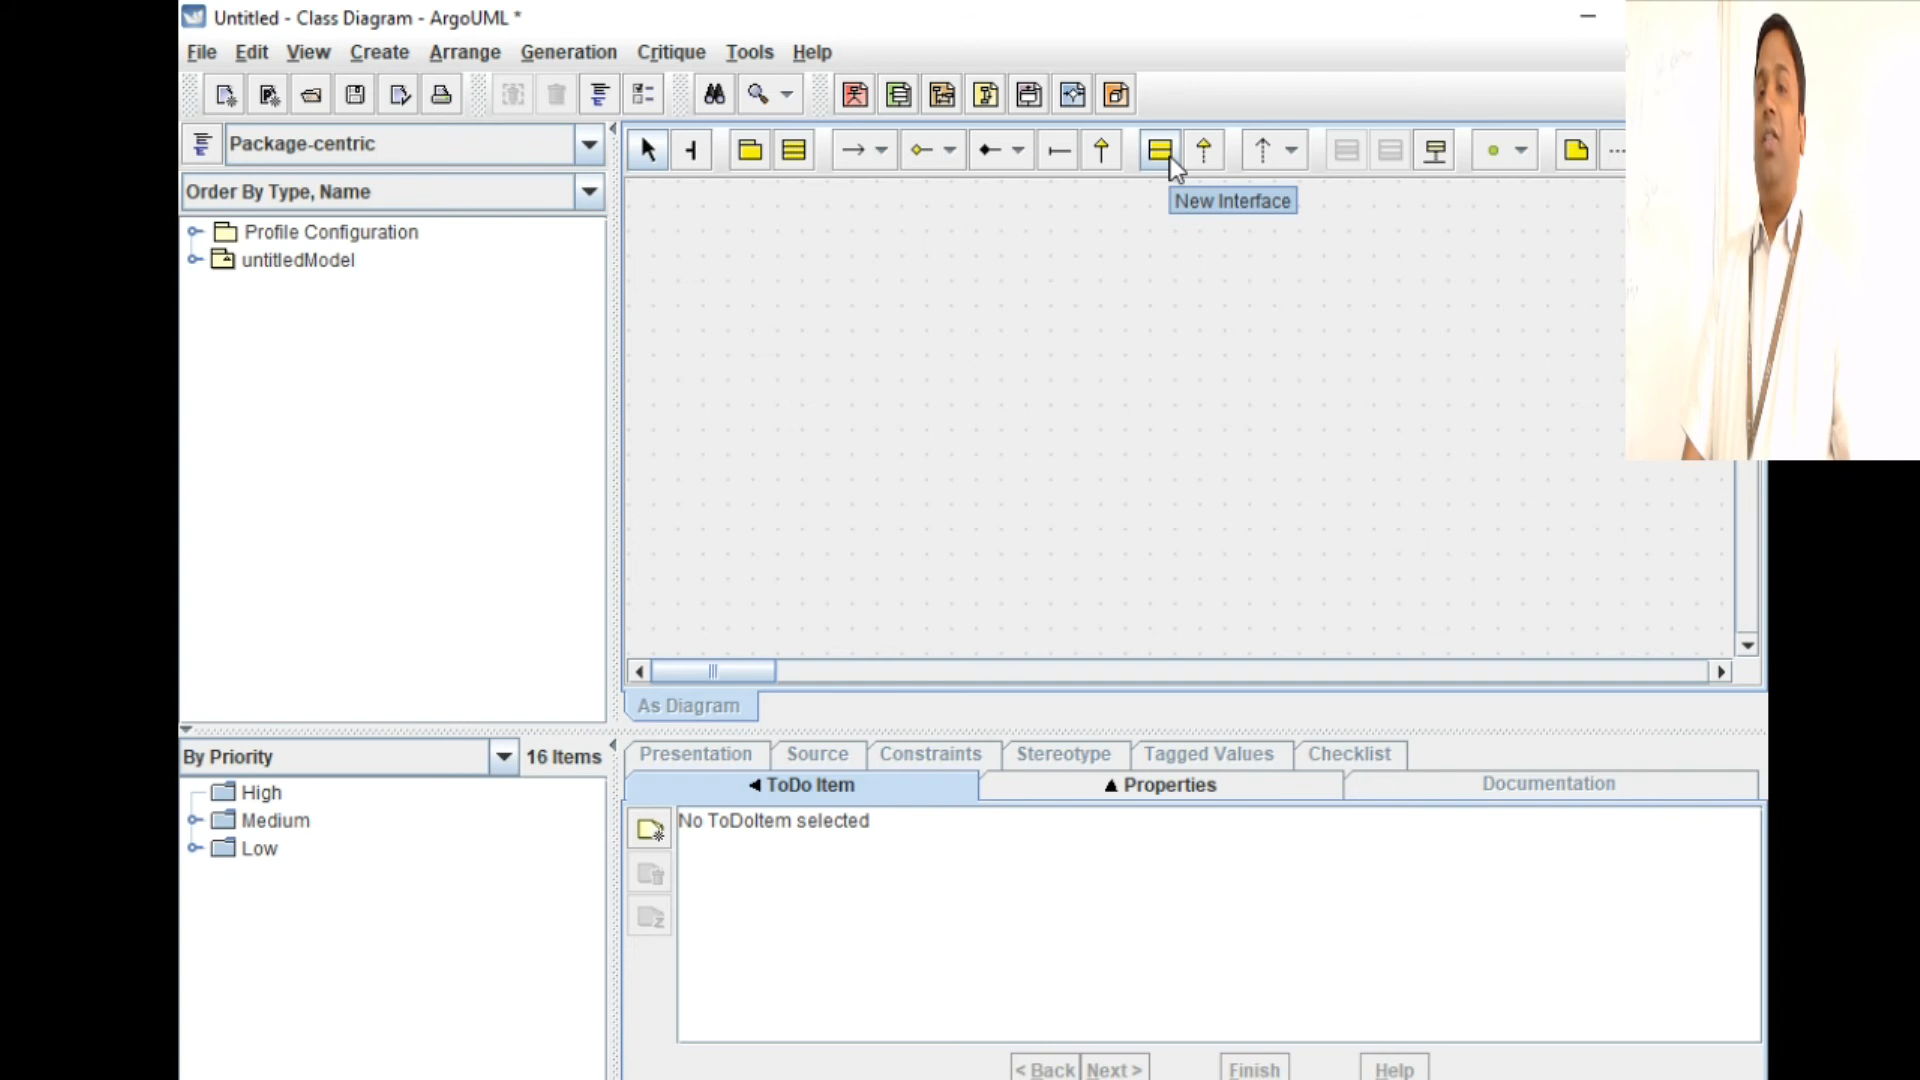 Untitled - Class Diagram - ArgoUML *
File Edit View Create Arrange Generation Critique Tools Help
Package-centric
Order By Type, Name
New Interface
Profile Configuration
untitledModel
As Diagram
By Priority 16 Items
Presentation Source Constraints Stereotype Tagged Values Checklist
ToDo Item Properties Documentation
High
Medium
Low
No ToDoItem selected
< Back Next > Finish Help